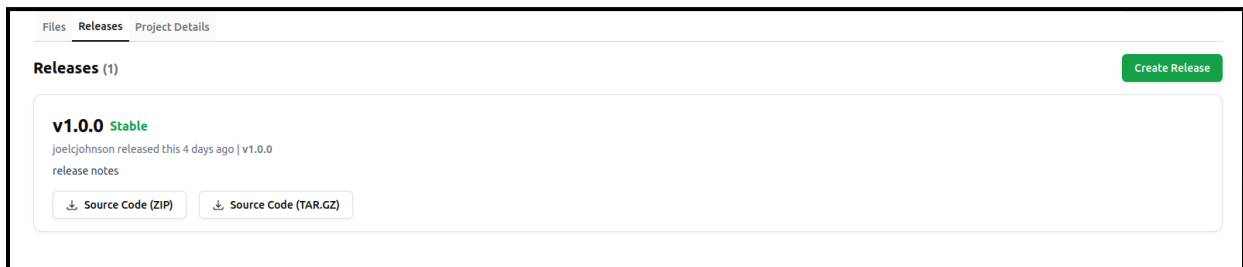 Files Releases Project Details
Releases (1)
Create Release
v1.0.0 Stable
joelcjohnson released this 4 days ago | v1.0.0
release notes
Source Code (ZIP) Source Code (TAR.GZ)